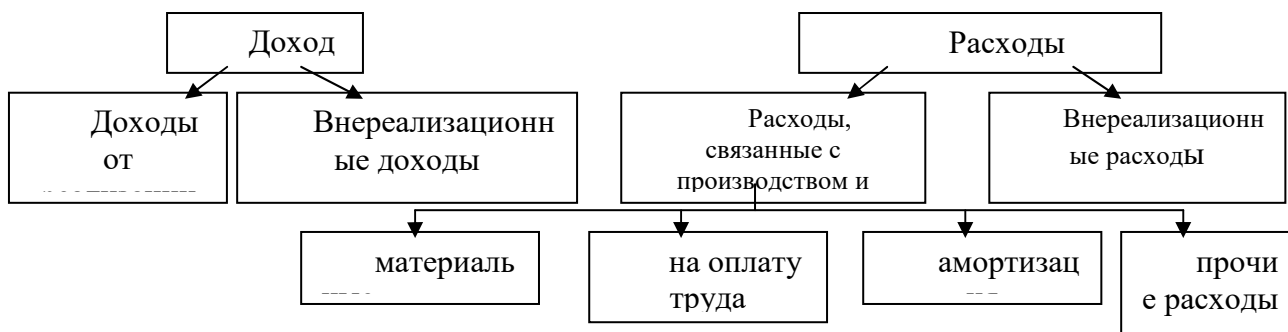 Доход
Расходы
Доходы
от
Внереализационн
ые доходы
Расходы,
связанные с
производством и
Внереализационн
ые расходы
материаль
на оплату
труда
амортизац
прочи
е расходы